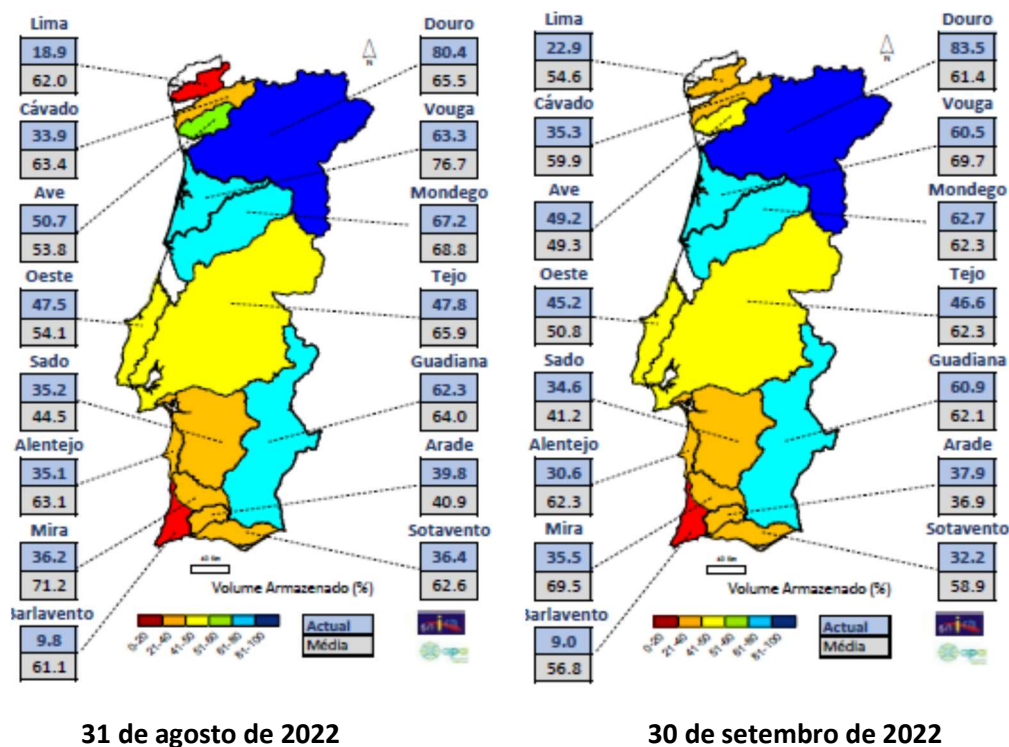 Lima
18.9
62.0
Cávado
33.9
63.4
Ave
50.7
53.8
Oeste
47.5
54.1
Sado
35.2
44.5
Alentejo
35.1
63.1
Mira
36.2
71.2
Barlavento
9.8
61.1
Douro
80.4
65.5
Vouga
63.3
76.7
Mondego
67.2
68.8
Tejo
47.8
65.9
Guadiana
62.3
64.0
Arade
39.8
40.9
Sotavento
36.4
62.6
N
Volume Armazenado (%)
0-20 21-40 41-50 51-60 61-80 81-100
Actual
Média
apa
31 de agosto de 2022
Lima
22.9
54.6
Cávado
35.3
59.9
Ave
49.2
49.3
Oeste
45.2
50.8
Sado
34.6
41.2
Alentejo
30.6
62.3
Mira
35.5
69.5
Barlavento
9.0
56.8
Douro
83.5
61.4
Vouga
60.5
69.7
Mondego
62.7
62.3
Tejo
46.6
62.3
Guadiana
60.9
62.1
Arade
37.9
36.9
Sotavento
32.2
58.9
N
Volume Armazenado (%)
0-20 21-40 41-50 51-60 61-80 81-100
Actual
Média
apa
30 de setembro de 2022